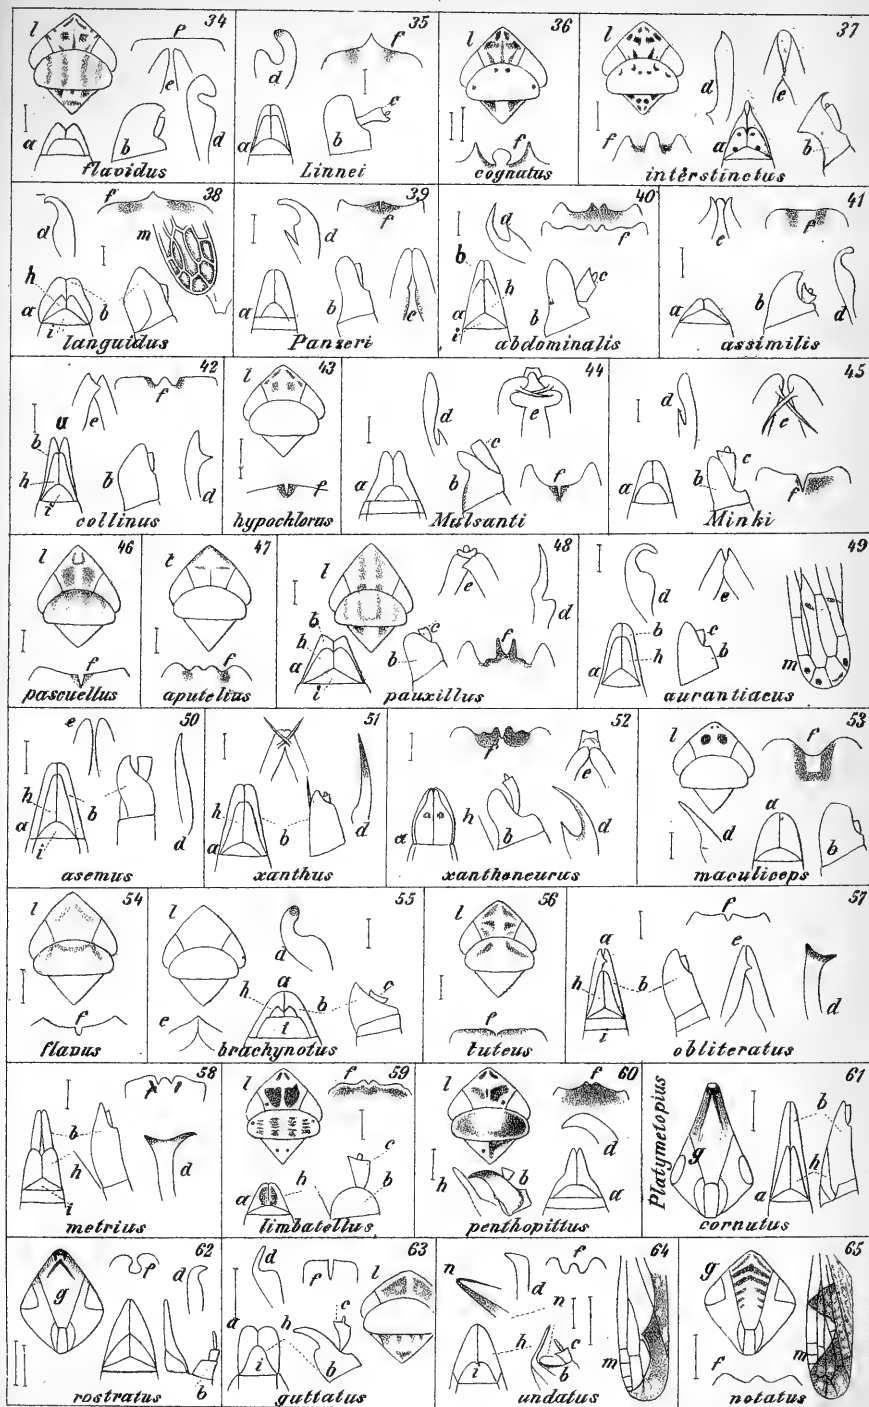 34
l
f
e
a
b
d
flavidus
35
d
f
a
b
c
Linnei
36
l
f
cognatus
37
l
d
e
f
a
b
interstinctus
38
f
d
m
h
b
a
i
languidus
39
d
f
a
b
e
Panzeri
40
d
f
b
c
h
a
b
i
abdominalis
41
e
f
a
b
d
assimilis
42
f
e
u
b
h
b
d
i
collinus
43
l
f
hypochlorus
44
d
e
c
b
a
f
Mulsanti
45
d
e
c
a
b
f
Minki
46
l
f
pascuellus
47
t
f
aputelius
48
l
e
d
b
h
c
a
b
f
i
pauxillus
49
d
e
b
c
a
h
b
m
aurantiacus
50
e
h
b
a
i
d
asemus
51
h
b
d
a
xanthus
52
f
e
a
h
b
d
xanthoneurus
53
l
f
a
d
b
maculiceps
54
l
f
flavus
55
l
d
a
h
b
c
e
i
brachynotus
56
l
f
luteus
57
f
a
e
b
h
d
i
obliteratus
58
b
h
d
i
metrius
59
l
f
c
a
h
b
limbatellus
60
l
f
d
h
b
a
penthopittus
61
Platymetopius
b
g
h
a
cornutus
62
f
d
g
b
rostratus
63
d
f
l
a
h
c
i
b
guttatus
64
n
d
f
n
h
c
i
b
m
undatus
65
g
m
f
notatus